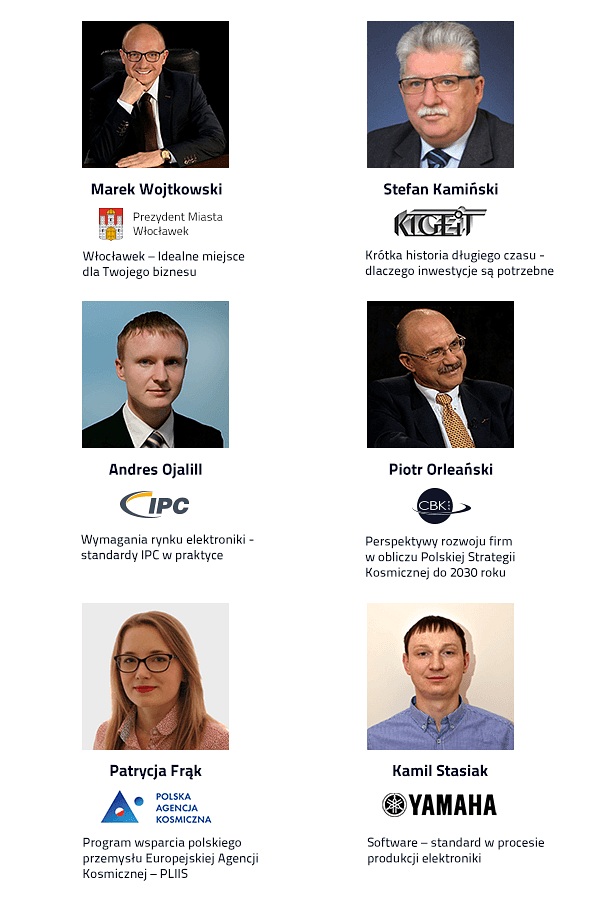 Marek Wojtkowski
Prezydent Miasta
Włocławek
Włocławek – Idealne miejsce
dla Twojego biznesu
Stefan Kamiński
KIGEiT
Krótka historia długiego czasu -
dlaczego inwestycje są potrzebne
Andres Ojalill
IPC
Wymagania rynku elektroniki -
standardy IPC w praktyce
Piotr Orleański
CBK
Perspektywy rozwoju firm
w obliczu Polskiej Strategii
Kosmicznej do 2030 roku
Patrycja Frąk
POLSKA
AGENCJA
KOSMICZNA
Program wsparcia polskiego
przemysłu Europejskiej Agencji
Kosmicznej – PLIIS
Kamil Stasiak
YAMAHA
Software – standard w procesie
produkcji elektroniki